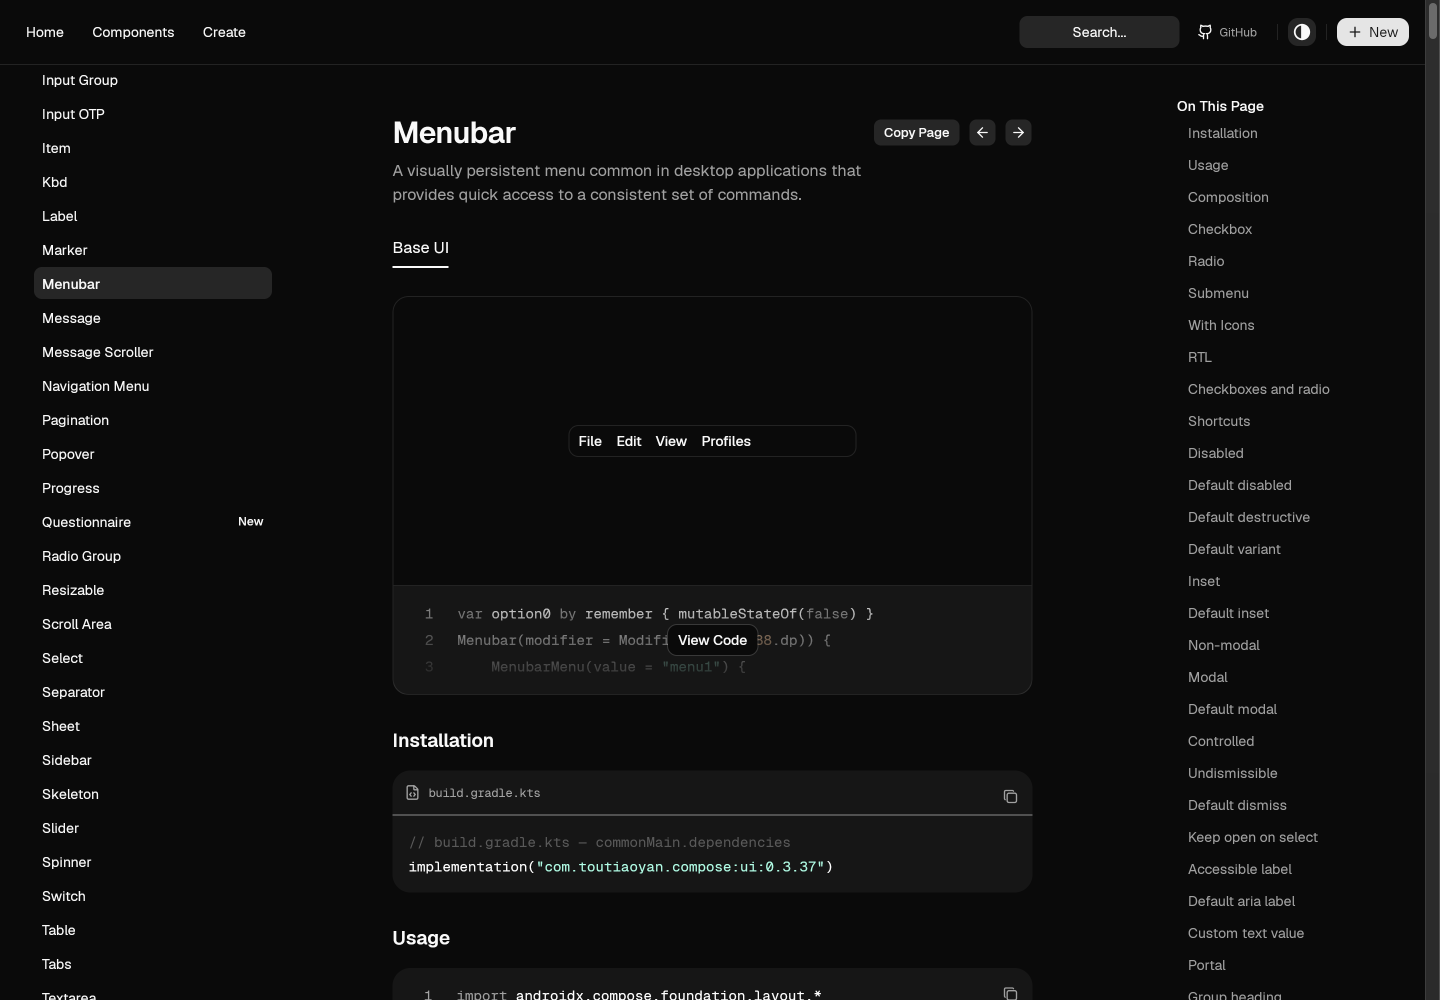 Home
Components
Create
Search...
GitHub
New
Input Group
Input OTP
Item
Kbd
Label
Marker
Menubar
Message
Message Scroller
Navigation Menu
Pagination
Popover
Progress
Questionnaire
New
Radio Group
Resizable
Scroll Area
Select
Separator
Sheet
Sidebar
Skeleton
Slider
Spinner
Switch
Table
Tabs
Textarea
Menubar
Copy Page
A visually persistent menu common in desktop applications that
provides quick access to a consistent set of commands.
Base UI
File Edit View Profiles
1 var option0 by remember { mutableStateOf(false) }
2 Menubar(modifier = Modifi 88.dp)) {
View Code
3 MenubarMenu(value = "menu1") {
Installation
build.gradle.kts
// build.gradle.kts — commonMain.dependencies
implementation("com.toutiaoyan.compose:ui:0.3.37")
Usage
1 import androidx.compose.foundation.layout.*
On This Page
Installation
Usage
Composition
Checkbox
Radio
Submenu
With Icons
RTL
Checkboxes and radio
Shortcuts
Disabled
Default disabled
Default destructive
Default variant
Inset
Default inset
Non-modal
Modal
Default modal
Controlled
Undismissible
Default dismiss
Keep open on select
Accessible label
Default aria label
Custom text value
Portal
Group heading